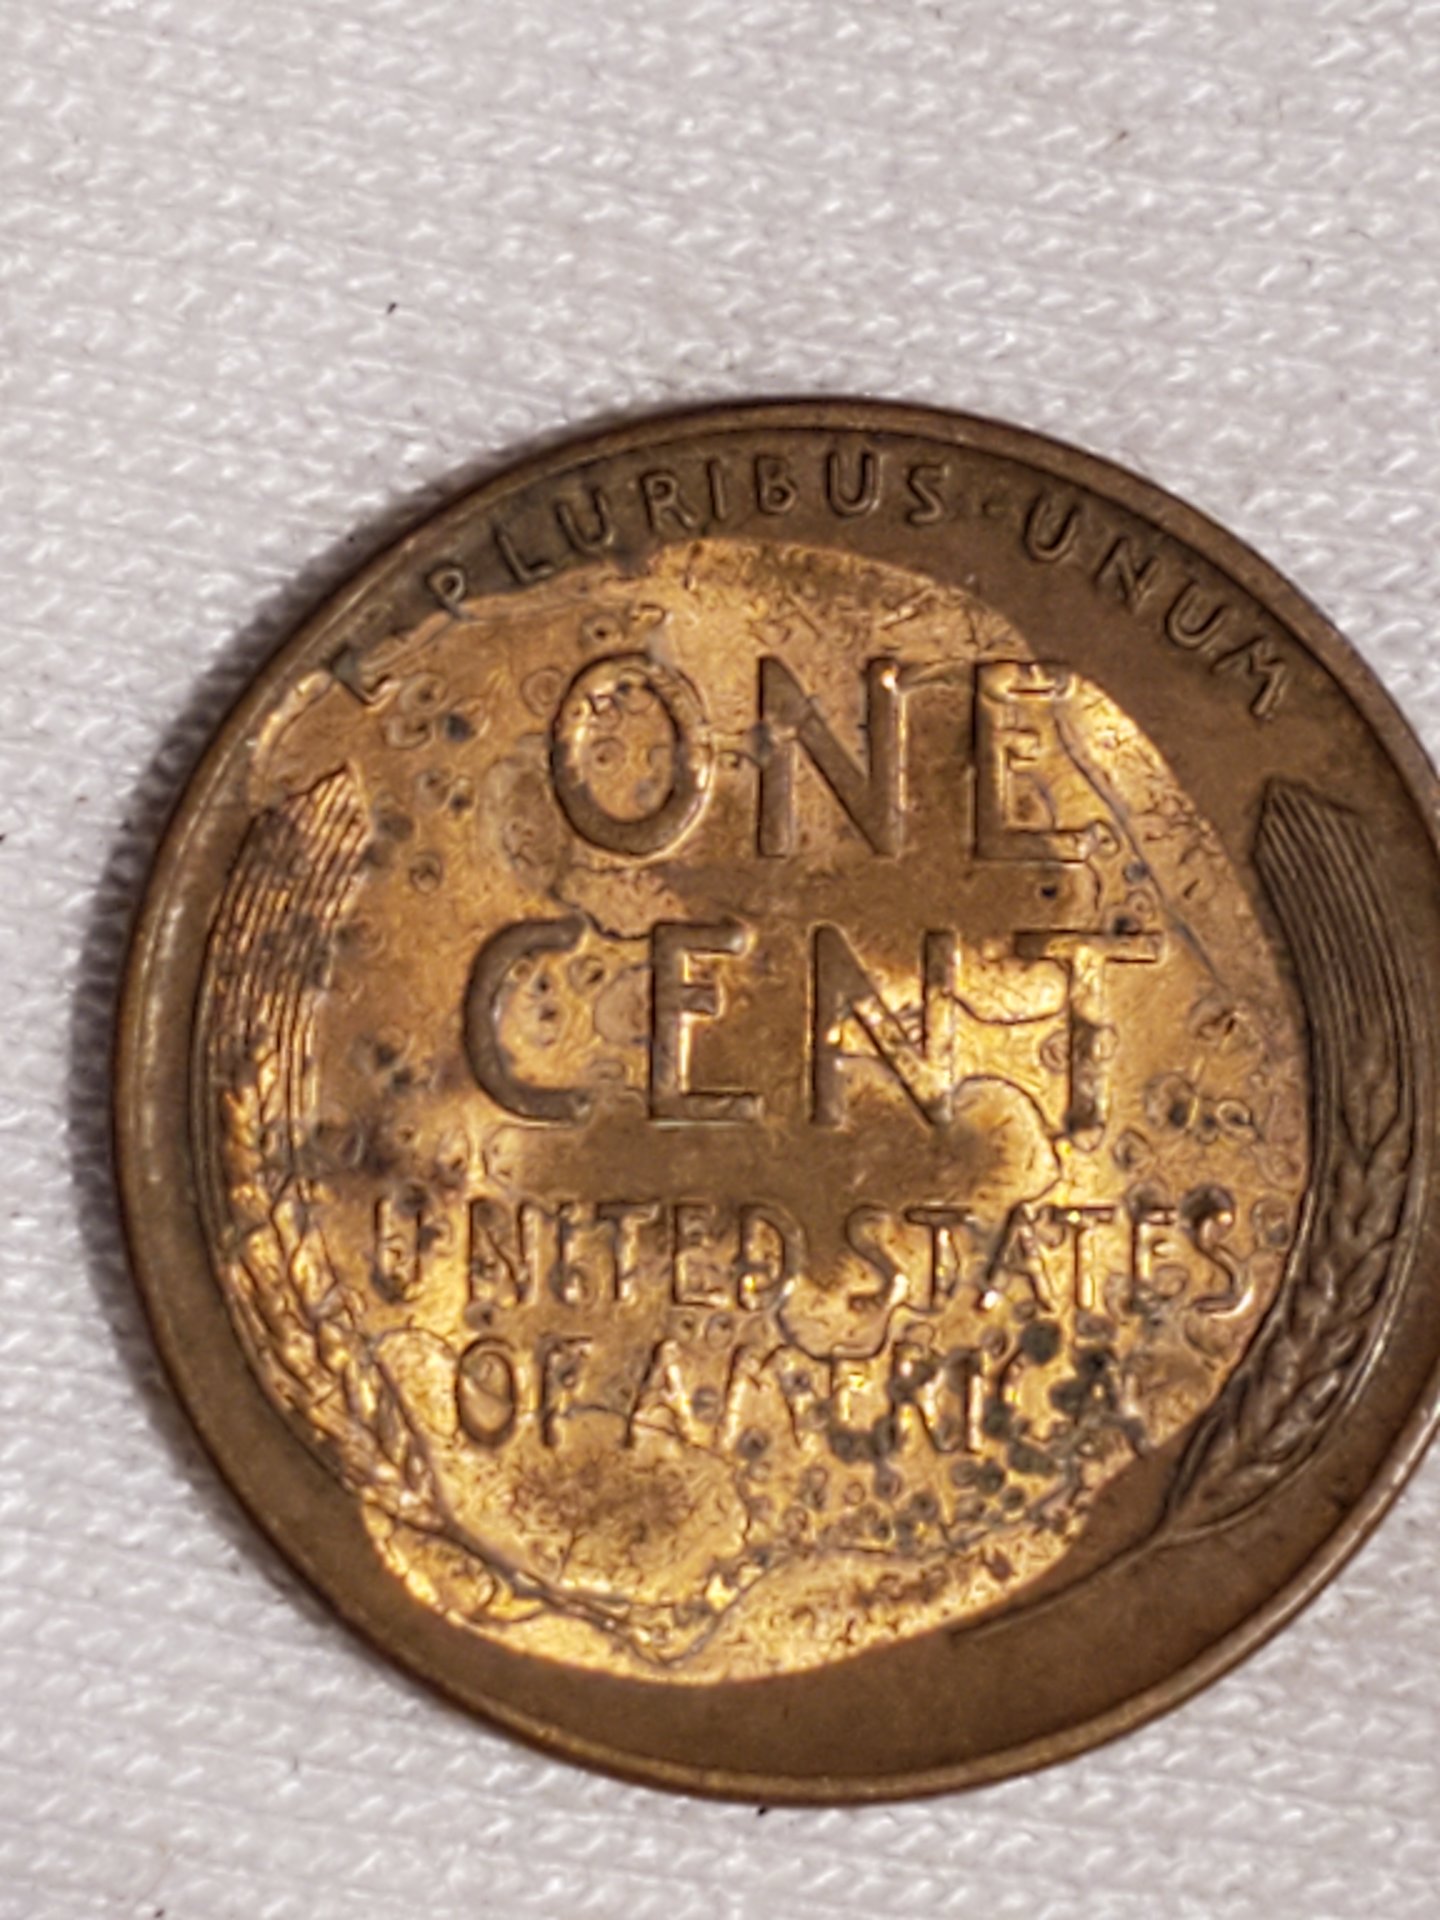 E PLURIBUS · UNUM
ONE
CENT
UNITED STATES
OF AMERICA